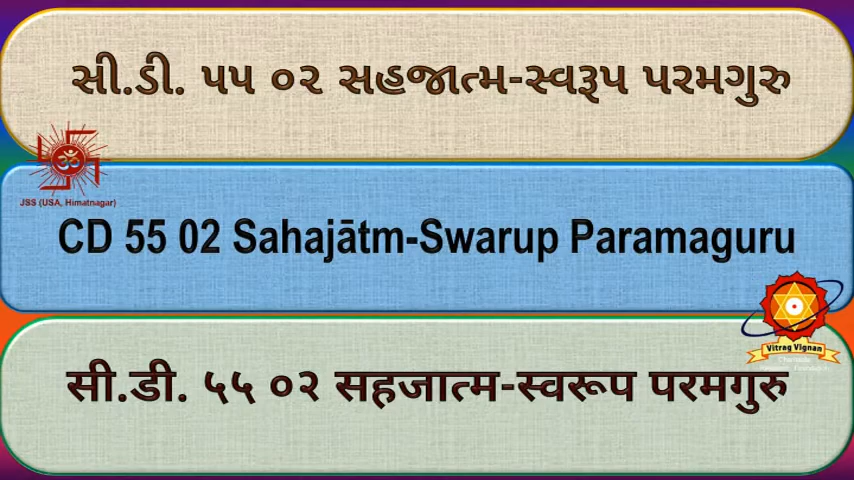 સી.ડી. ૫૫ ૦૨ સહજાત્મ-સ્વરૂપ પરમગુરુ
ॐ
JSS (USA, Himatnagar)
CD 55 02 Sahajātm-Swarup Paramaguru
Vitrag Vignan
सी.डी. ५५ ०२ सहजात्म-स्वरूप परमगुरु